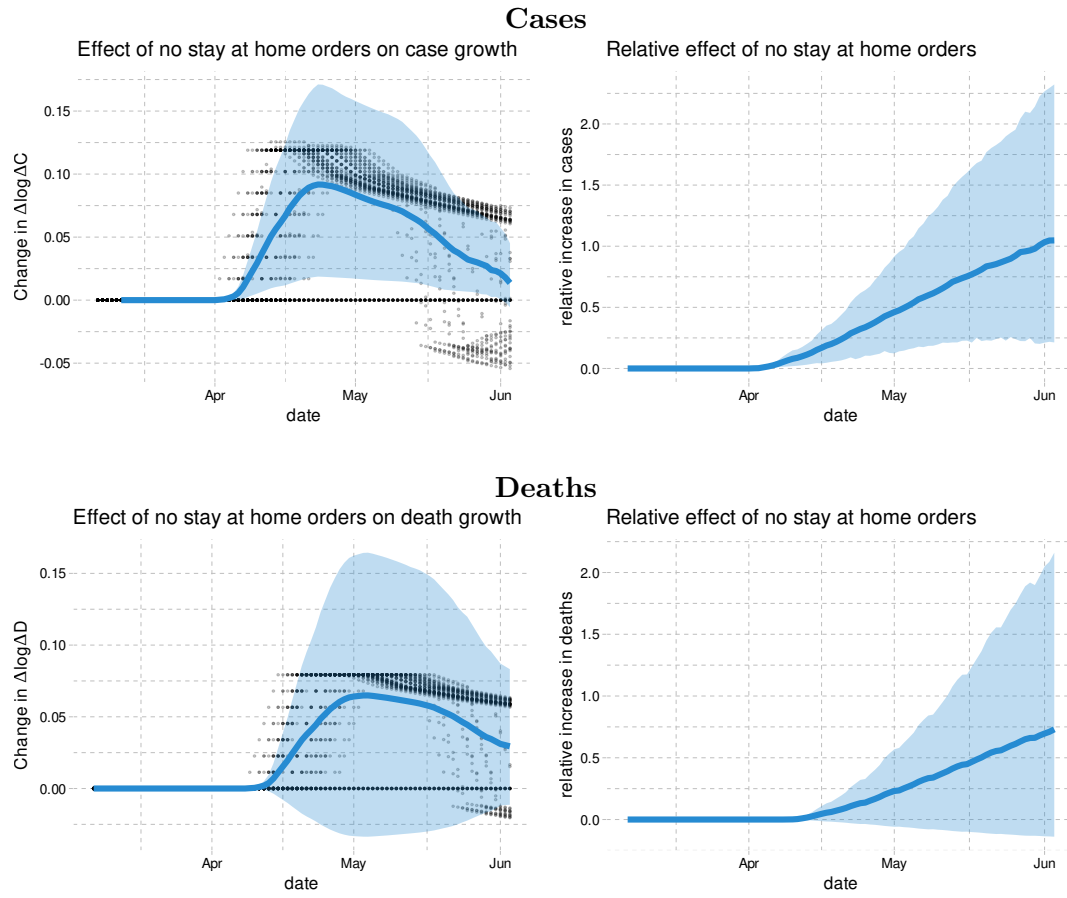 Cases
Effect of no stay at home orders on case growth
Change in ΔlogΔC
0.15
0.10
0.05
0.00
-0.05
Apr
May
Jun
date
Relative effect of no stay at home orders
relative increase in cases
2.0
1.5
1.0
0.5
0.0
Apr
May
Jun
date
Deaths
Effect of no stay at home orders on death growth
Change in ΔlogΔD
0.15
0.10
0.05
0.00
Apr
May
Jun
date
Relative effect of no stay at home orders
relative increase in deaths
2.0
1.5
1.0
0.5
0.0
Apr
May
Jun
date